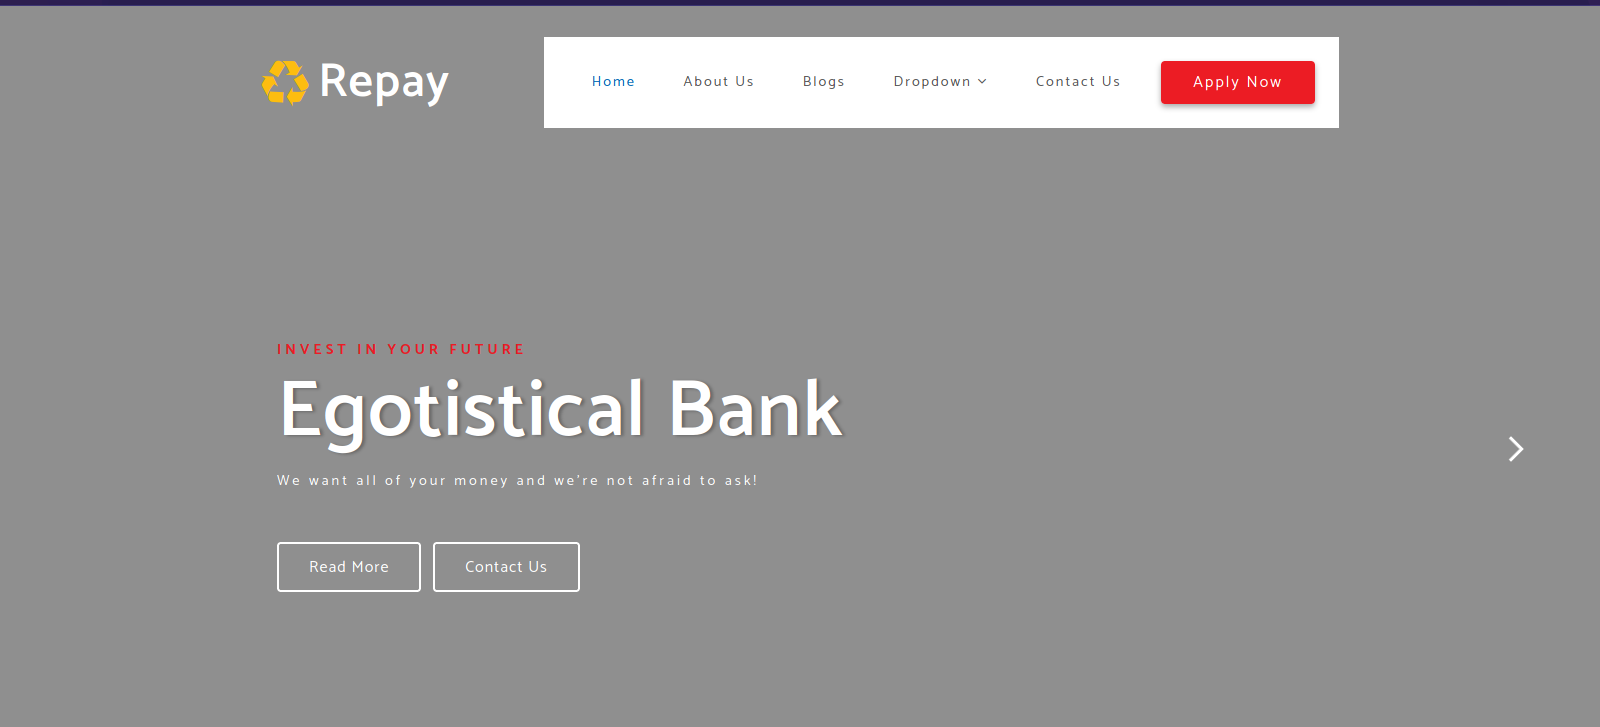 Repay
Home About Us Blogs Dropdown Contact Us Apply Now
INVEST IN YOUR FUTURE
Egotistical Bank
We want all of your money and we're not afraid to ask!
Read More Contact Us